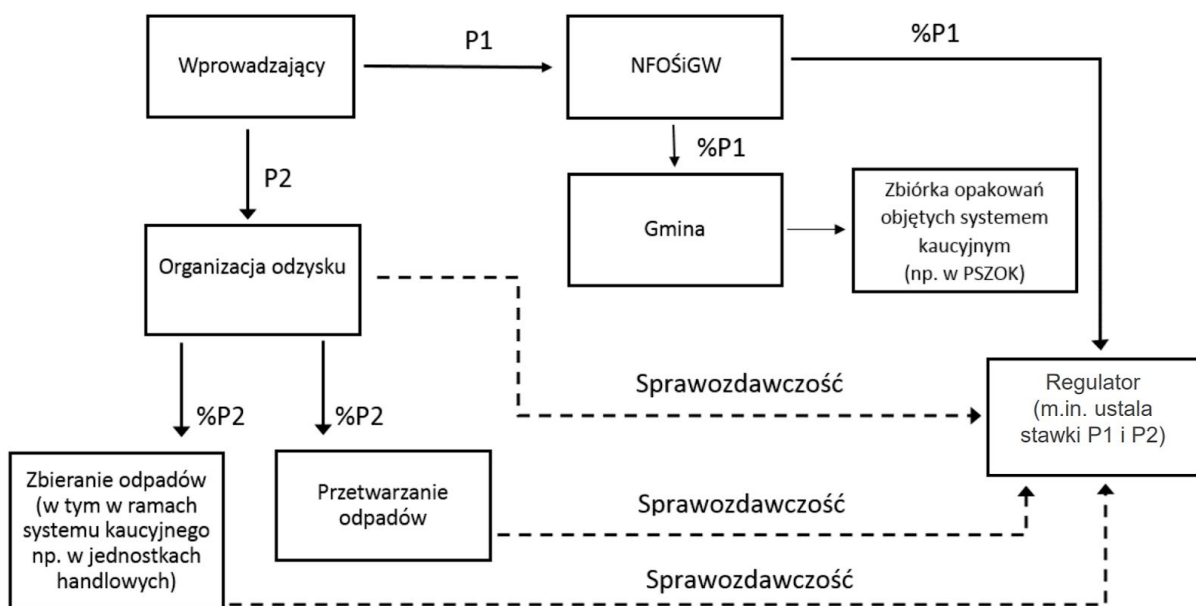 Wprowadzający
P1
NFOŚiGW
%P1
P2
%P1
Organizacja odzysku
Gmina
Zbiórka opakowań
objętych systemem
kaucyjnym
(np. w PSZOK)
%P2
%P2
Sprawozdawczość
Regulator
(m.in. ustala
stawki P1 i P2)
Zbieranie odpadów
(w tym w ramach
systemu kaucyjnego
np. w jednostkach
handlowych)
Przetwarzanie
odpadów
Sprawozdawczość
Sprawozdawczość